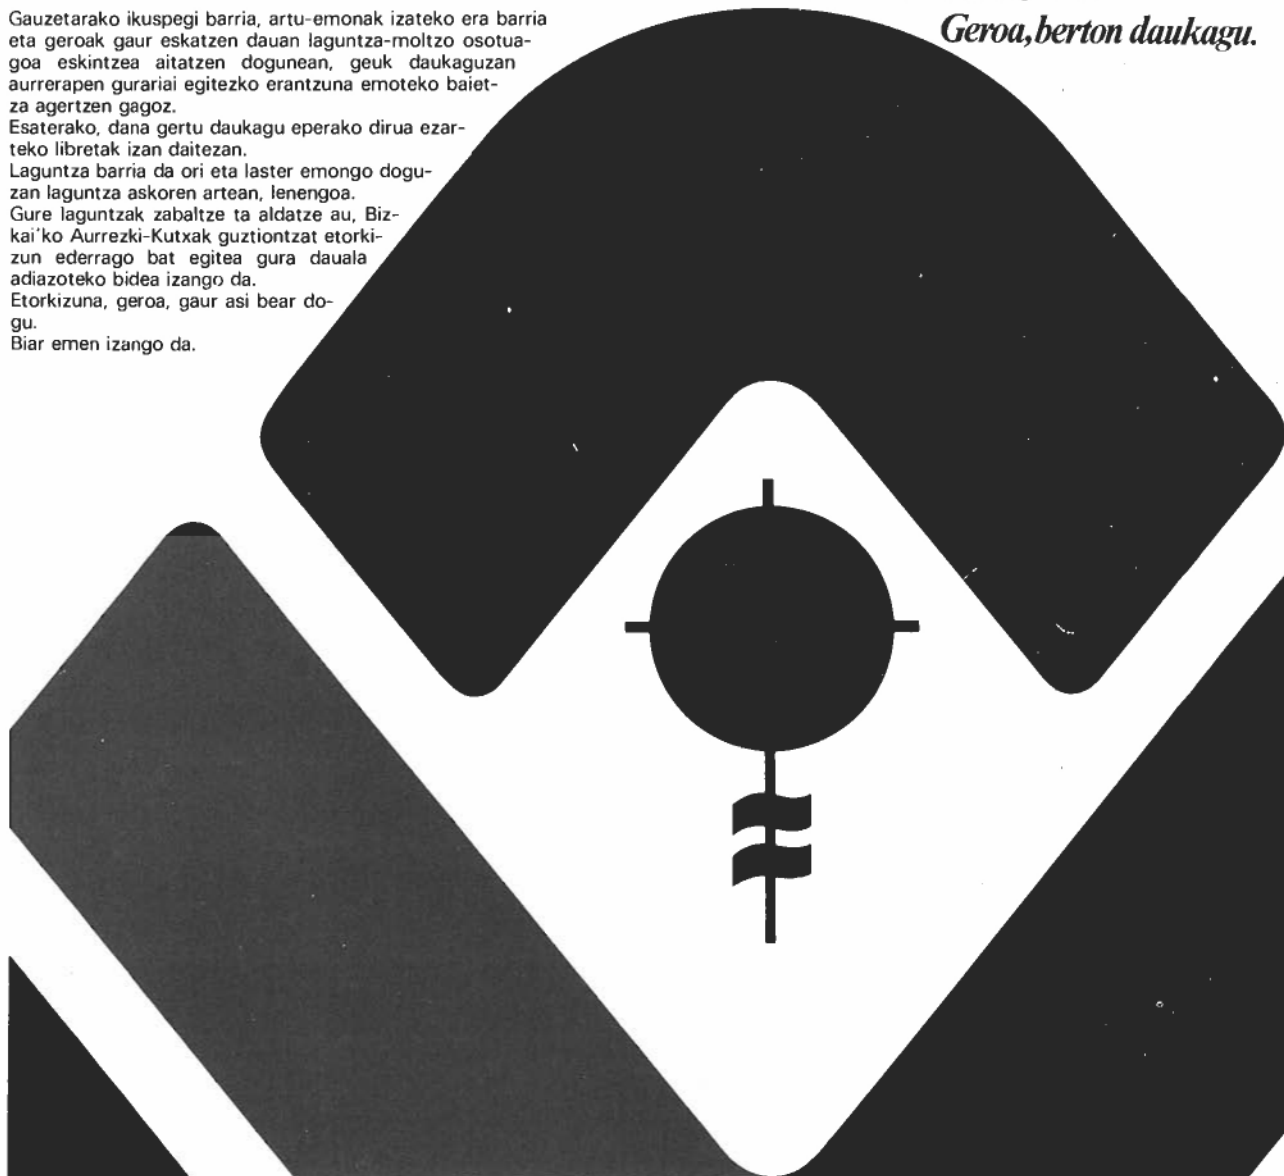 Geroa, berton daukagu.
Gauzetarako ikuspegi barria, artu-emonak izateko era barria
eta geroak gaur eskatzen dauan laguntza-moltzo osotua-
goa eskintzea aitatzen dogunean, geuk daukaguzan
aurrerapen gurariai egitezko erantzuna emoteko baiet-
za agertzen gagoz.
Esaterako, dana gertu daukagu eperako dirua ezar-
teko libretak izan daitezan.
Laguntza barria da ori eta laster emongo dogu-
zan laguntza askoren artean, lenengoa.
Gure laguntzak zabaltze ta aldatze au, Biz-
kai'ko Aurrezki-Kutxak guztiontzat etorki-
zun ederrago bat egitea gura dauala
adiazoteko bidea izango da.
Etorkizuna, geroa, gaur asi bear do-
gu.
Biar emen izango da.